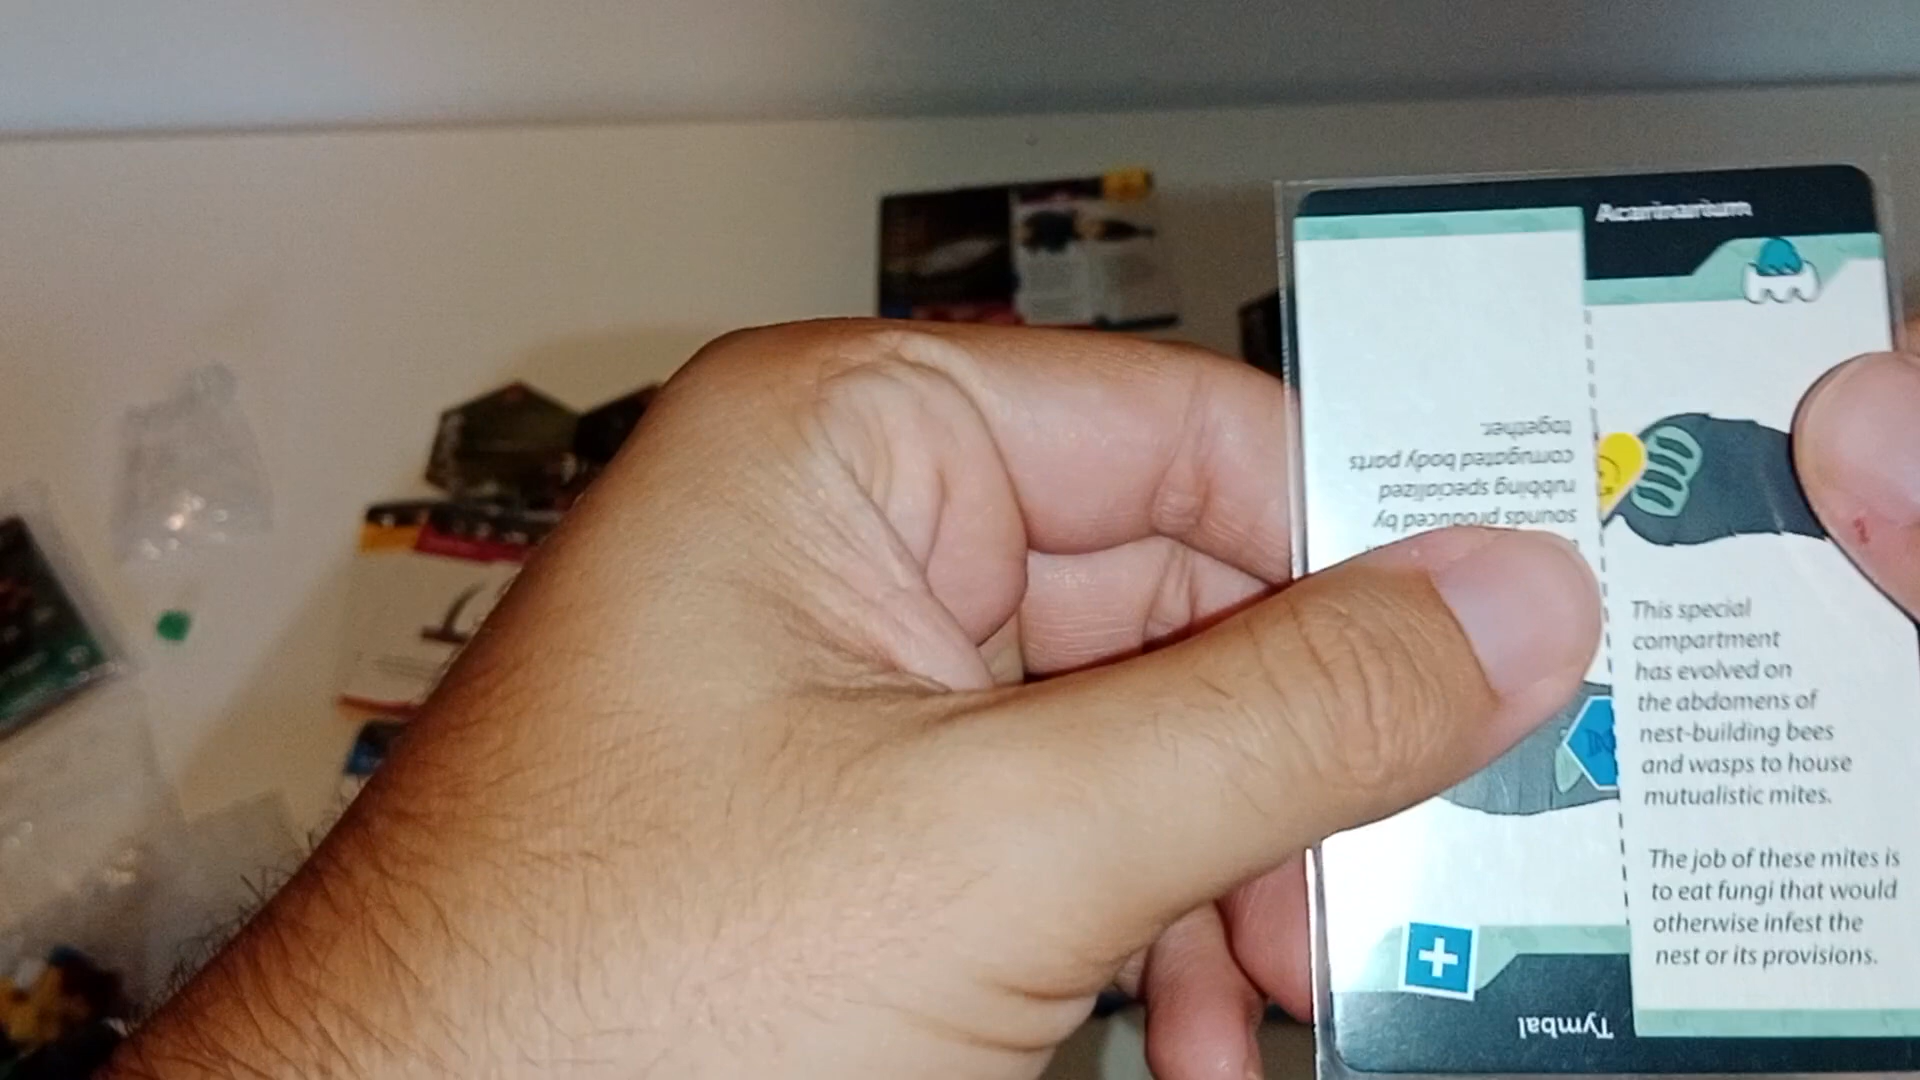 Acarinarium
This special
compartment
has evolved on
the abdomens of
nest-building bees
and wasps to house
mutualistic mites.
The job of these mites is
to eat fungi that would
otherwise infest the
nest or its provisions.
Tymbal
sounds produced by
rubbing specialized
corrugated body parts
together.